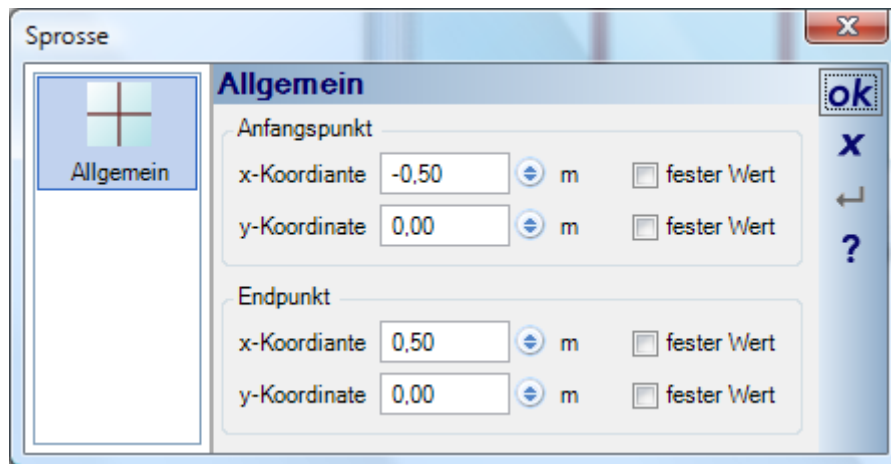 Sprosse
Allgemein
Allgemein
ok
x
?
Anfangspunkt
x-Koordiante -0,50 m fester Wert
y-Koordinate 0,00 m fester Wert
Endpunkt
x-Koordiante 0,50 m fester Wert
y-Koordinate 0,00 m fester Wert